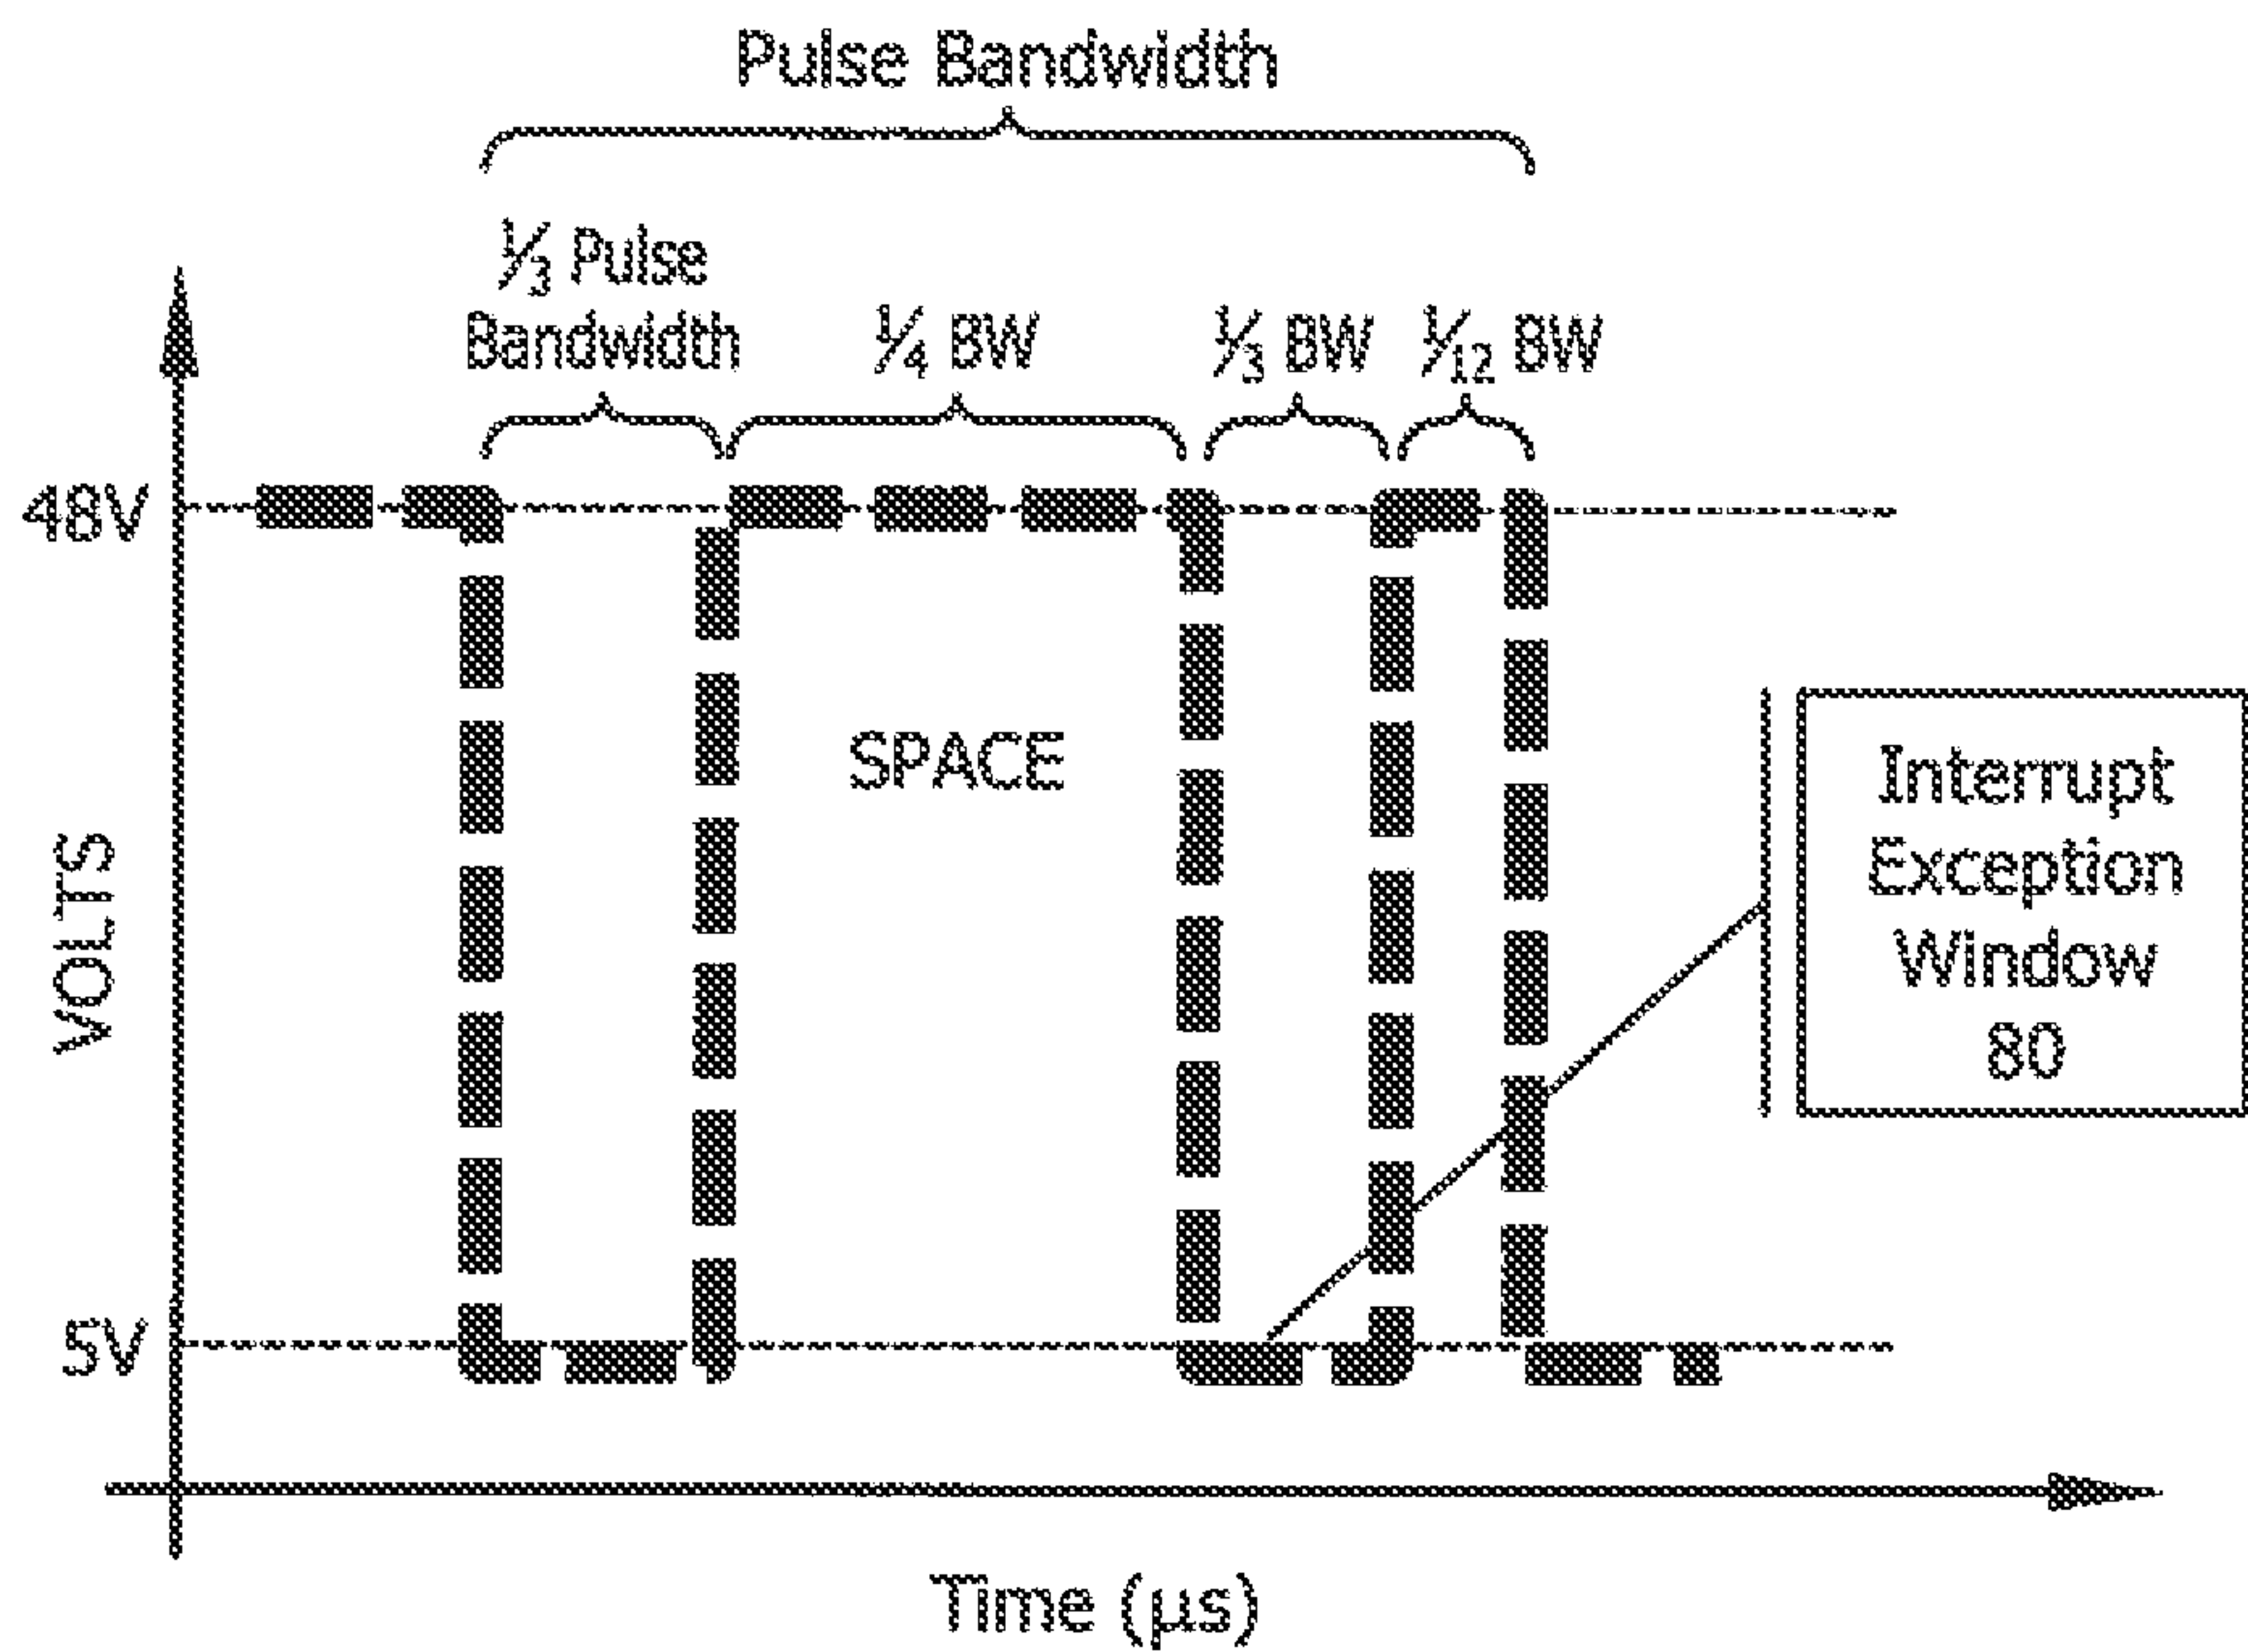 Pulse Bandwidth
⅓ Pulse
Bandwidth
¼ BW
⅓ BW
1/12 BW
48V
SPACE
Interrupt
Exception
Window
80
VOLTS
5V
Time (µs)